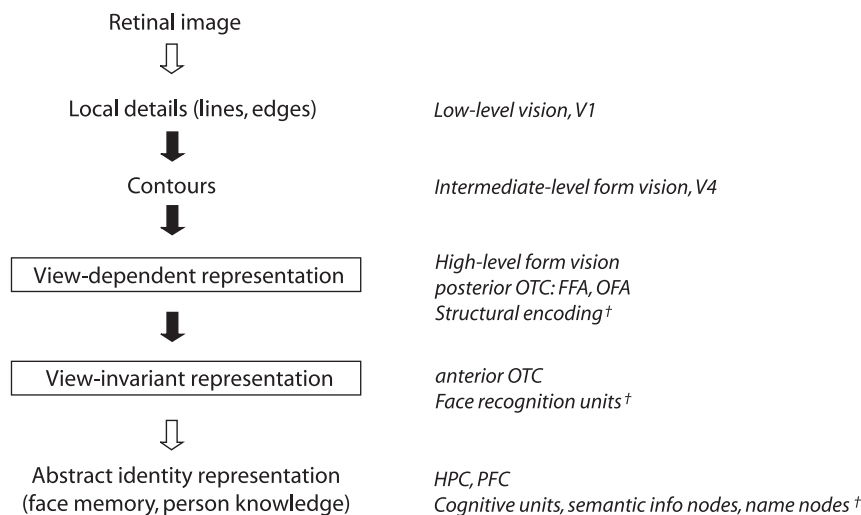 Retinal image
Local details (lines, edges) Low-level vision, V1
Contours Intermediate-level form vision, V4
View-dependent representation
High-level form vision
posterior OTC: FFA, OFA
Structural encoding†
View-invariant representation
anterior OTC
Face recognition units†
Abstract identity representation
(face memory, person knowledge)
HPC, PFC
Cognitive units, semantic info nodes, name nodes†